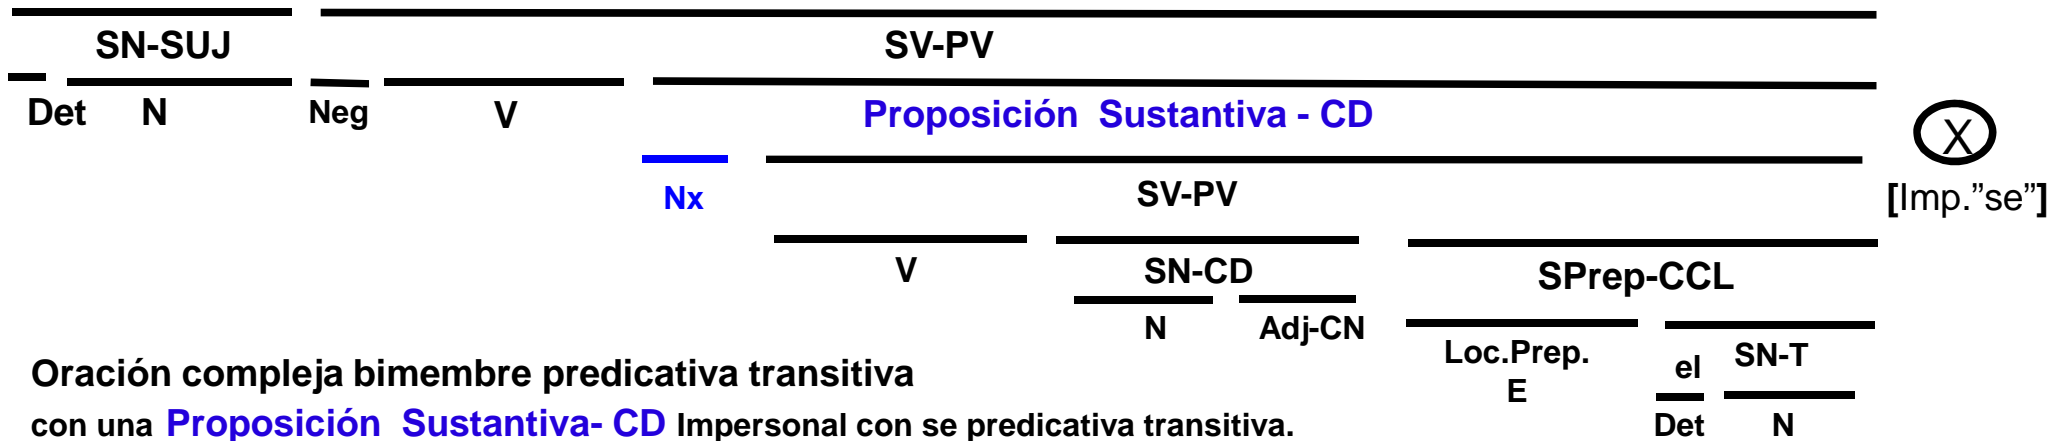 SN-SUJ SV-PV
Det N Neg V Proposición Sustantiva - CD X
Nx SV-PV [Imp."se"]
V SN-CD SPrep-CCL
N Adj-CN Loc.Prep. el SN-T
E
Oración compleja bimembre predicativa transitiva
con una Proposición Sustantiva- CD Impersonal con se predicativa transitiva. Det N